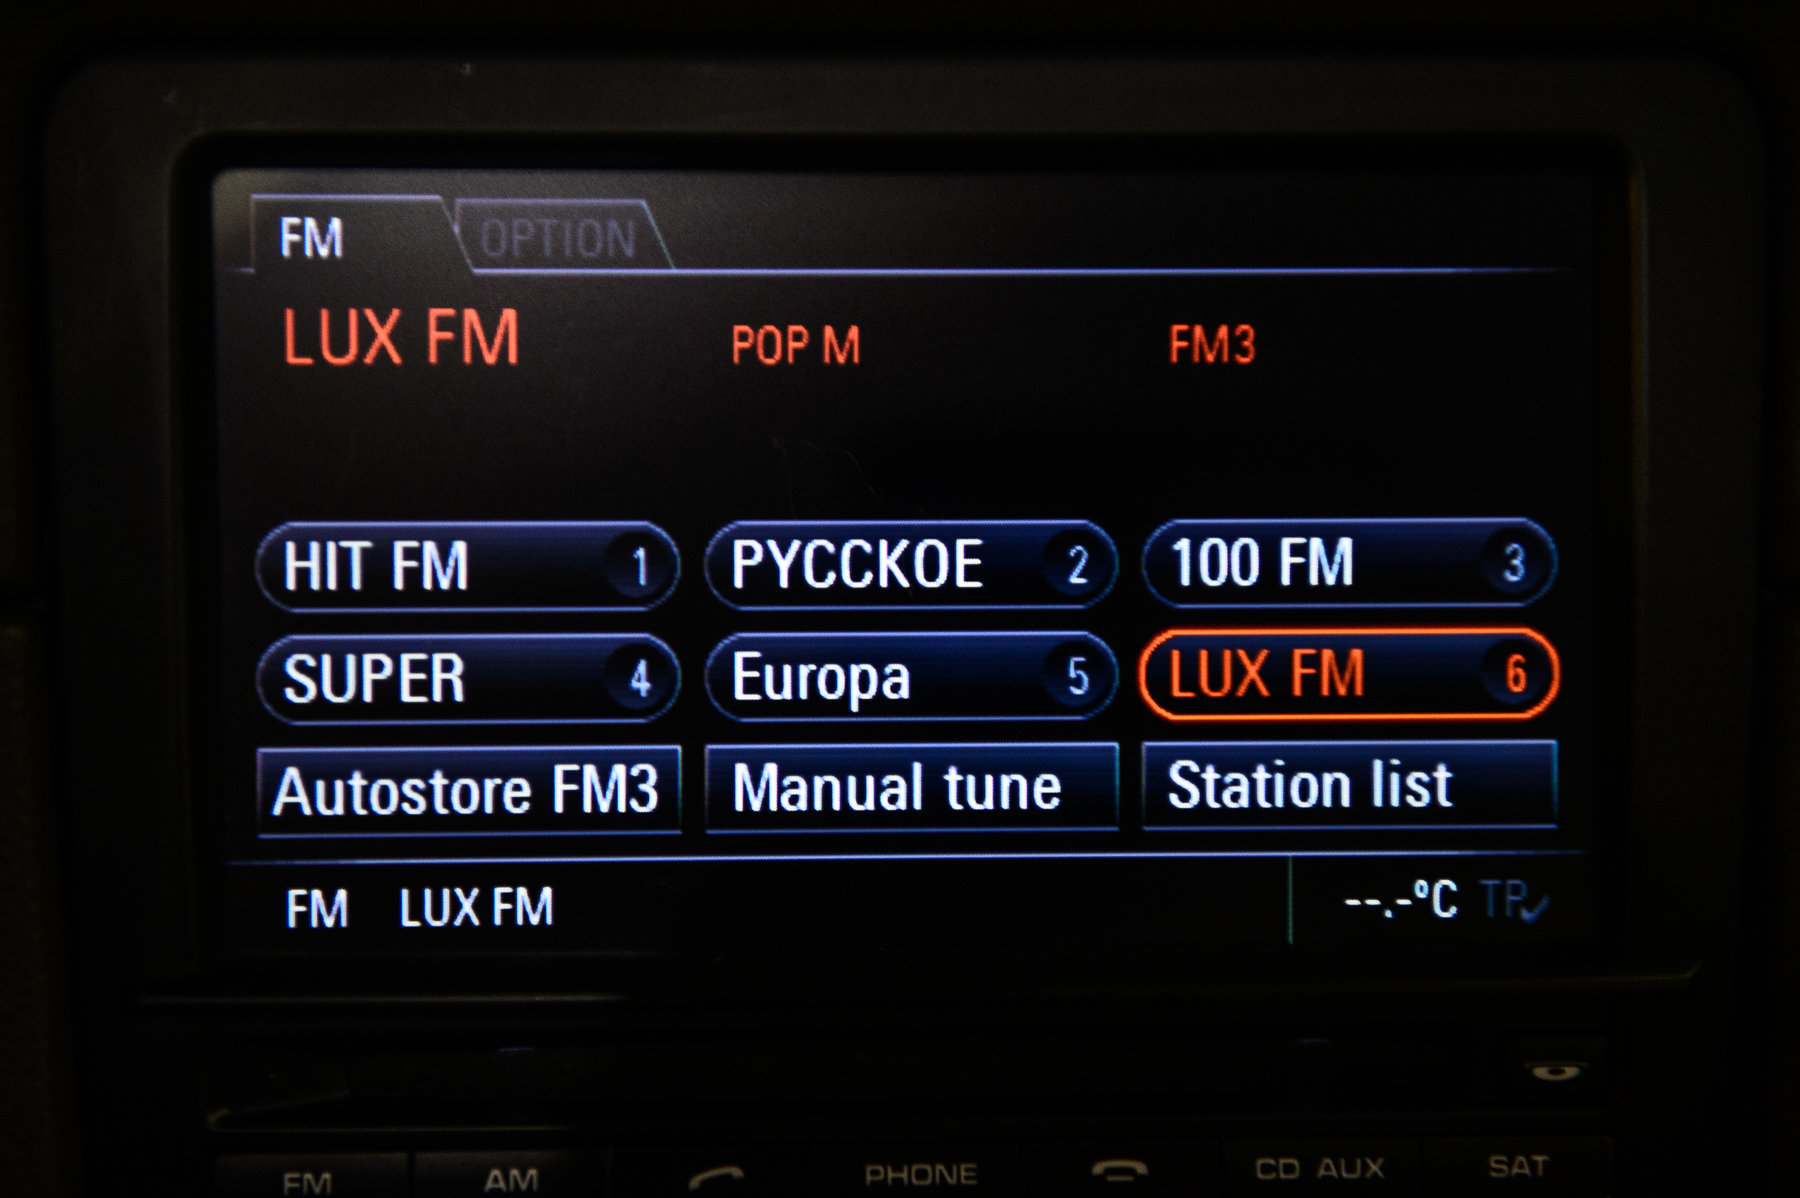 FM OPTION
LUX FM POP M FM3
HIT FM 1 PYCCKOE 2 100 FM 3
SUPER 4 Europa 5 LUX FM 6
Autostore FM3 Manual tune Station list
FM LUX FM --.-°C TP
FM AM PHONE CD AUX SAT